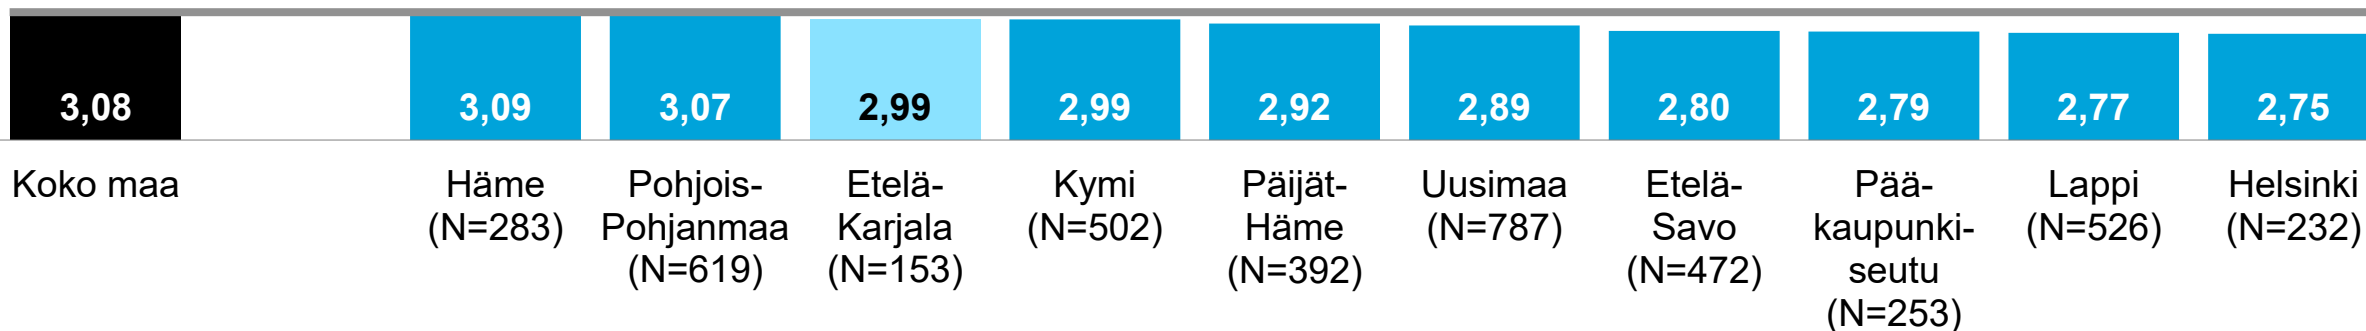 3,08
3,09
3,07
2,99
2,99
2,92
2,89
2,80
2,79
2,77
2,75
Koko maa
Häme
(N=283)
Pohjois-
Pohjanmaa
(N=619)
Etelä-
Karjala
(N=153)
Kymi
(N=502)
Päijät-
Häme
(N=392)
Uusimaa
(N=787)
Etelä-
Savo
(N=472)
Pää-
kaupunki-
seutu
(N=253)
Lappi
(N=526)
Helsinki
(N=232)